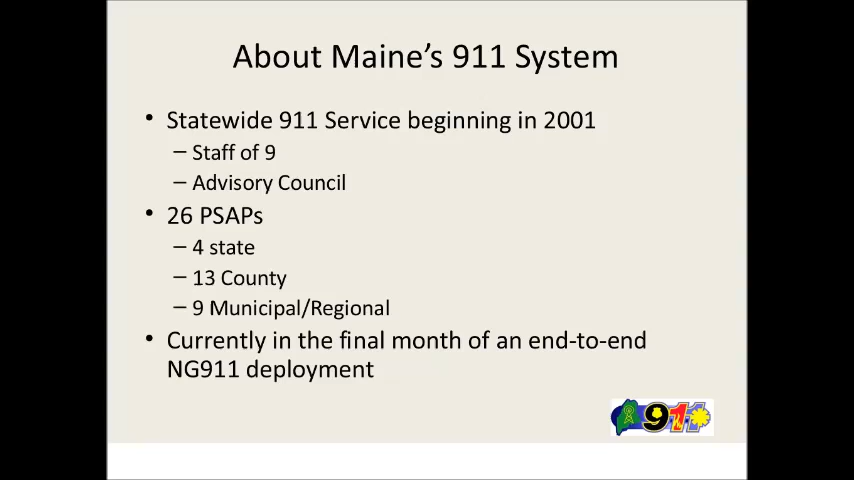 About Maine's 911 System
• Statewide 911 Service beginning in 2001
– Staff of 9
– Advisory Council
• 26 PSAPs
– 4 state
– 13 County
– 9 Municipal/Regional
• Currently in the final month of an end-to-end
NG911 deployment
911